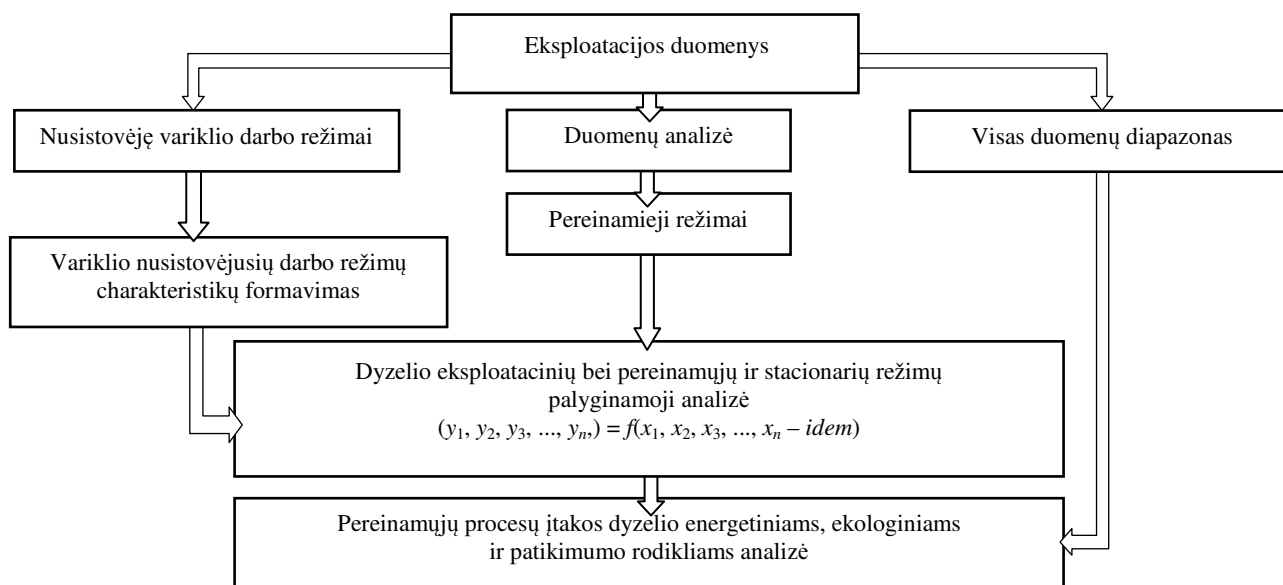 Eksploatacijos duomenys
Nusistovėję variklio darbo režimai
Duomenų analizė
Visas duomenų diapazonas
Pereinamieji režimai
Variklio nusistovėjusių darbo režimų
charakteristikų formavimas
Dyzelio eksploatacinių bei pereinamųjų ir stacionarių režimų
palyginamoji analizė
(y₁, y₂, y₃, ..., yₙ,) = f(x₁, x₂, x₃, ..., xₙ – idem)
Pereinamųjų procesų įtakos dyzelio energetiniams, ekologiniams
ir patikimumo rodikliams analizė